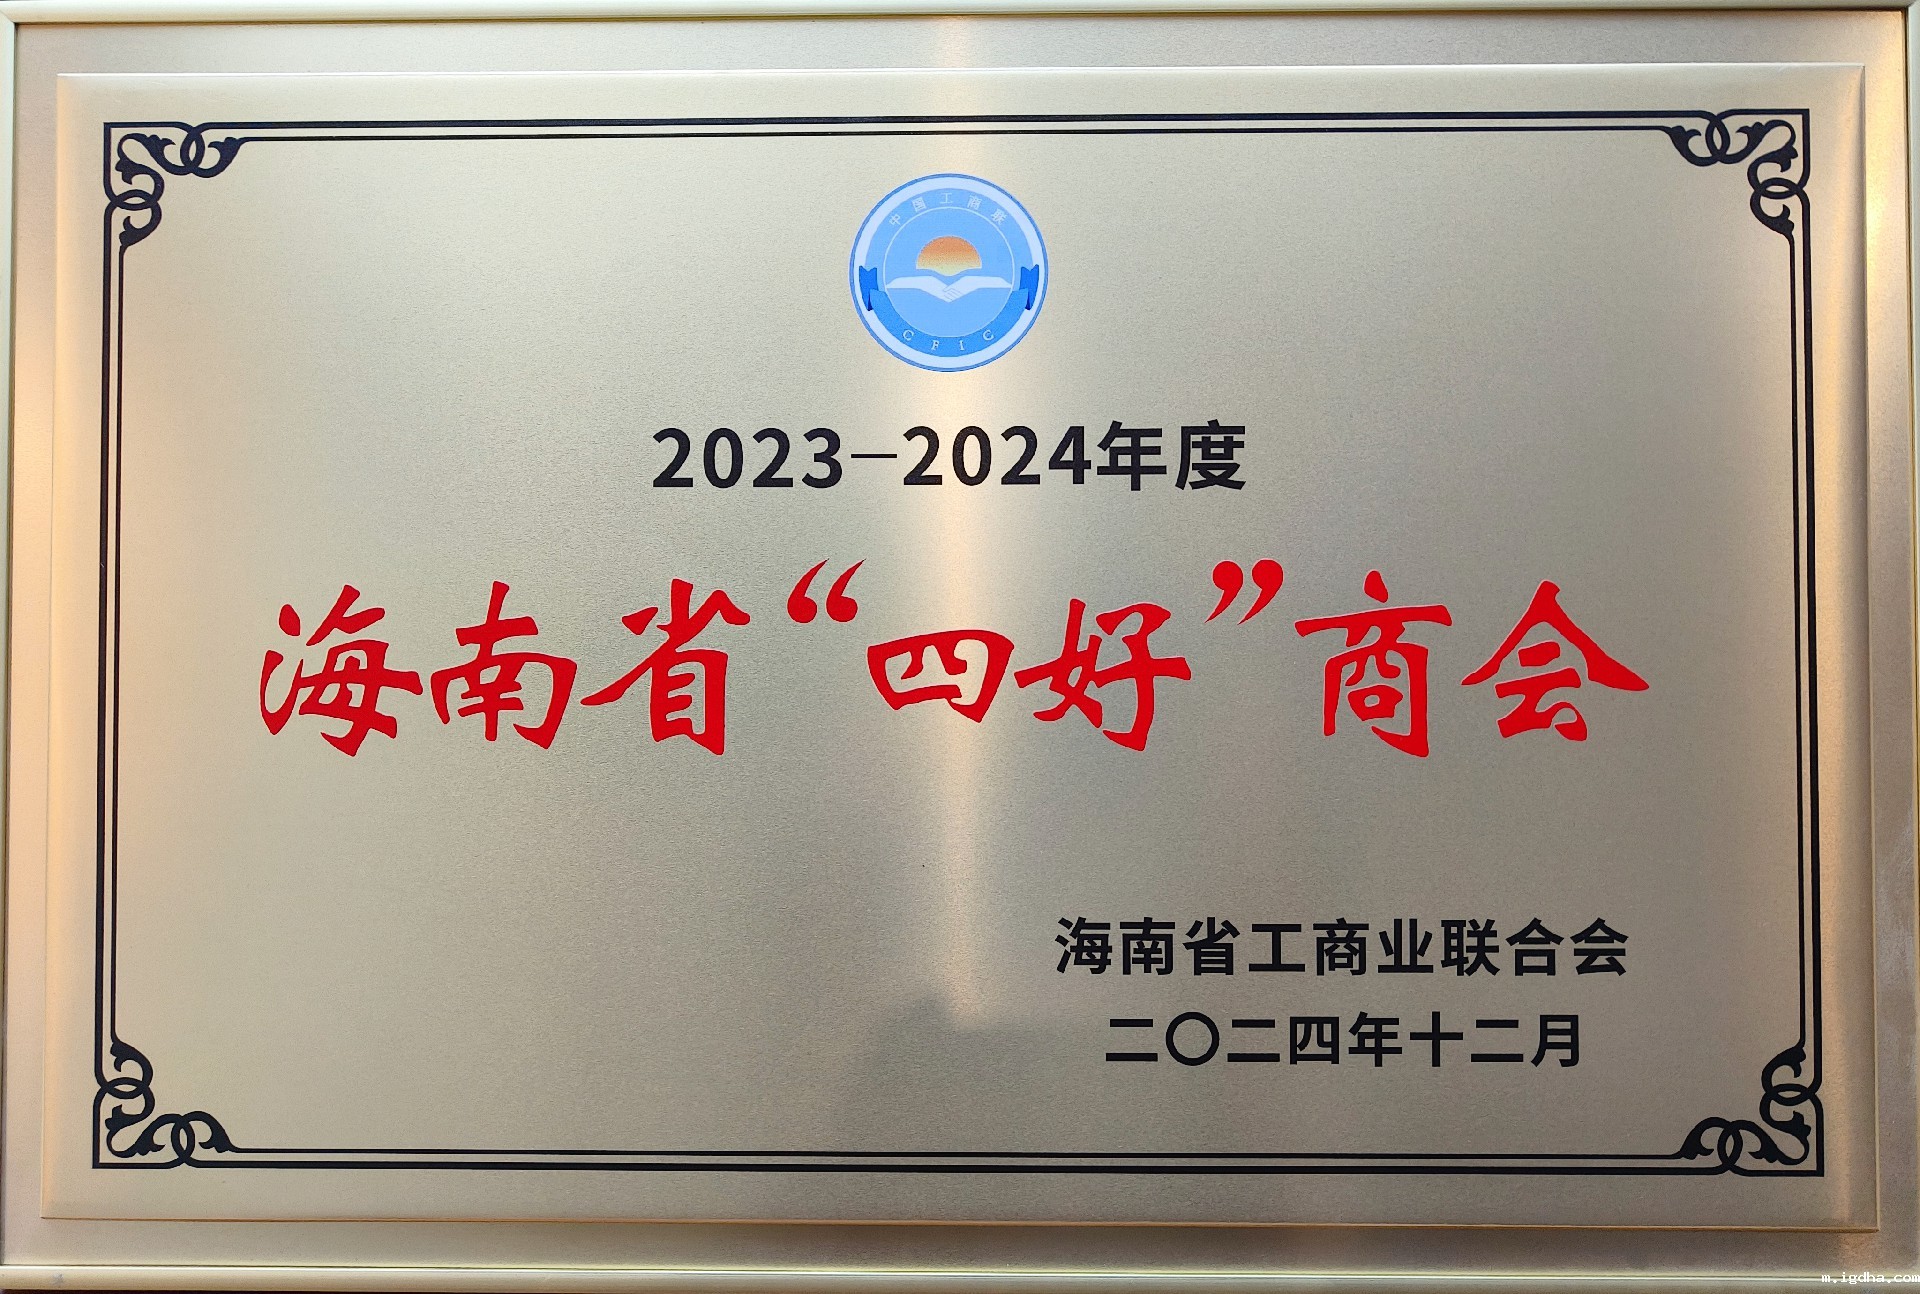 中国工商联
CFIC
2023—2024年度
海南省“四好”商会
海南省工商业联合会
二〇二四年十二月
m.igdha.com